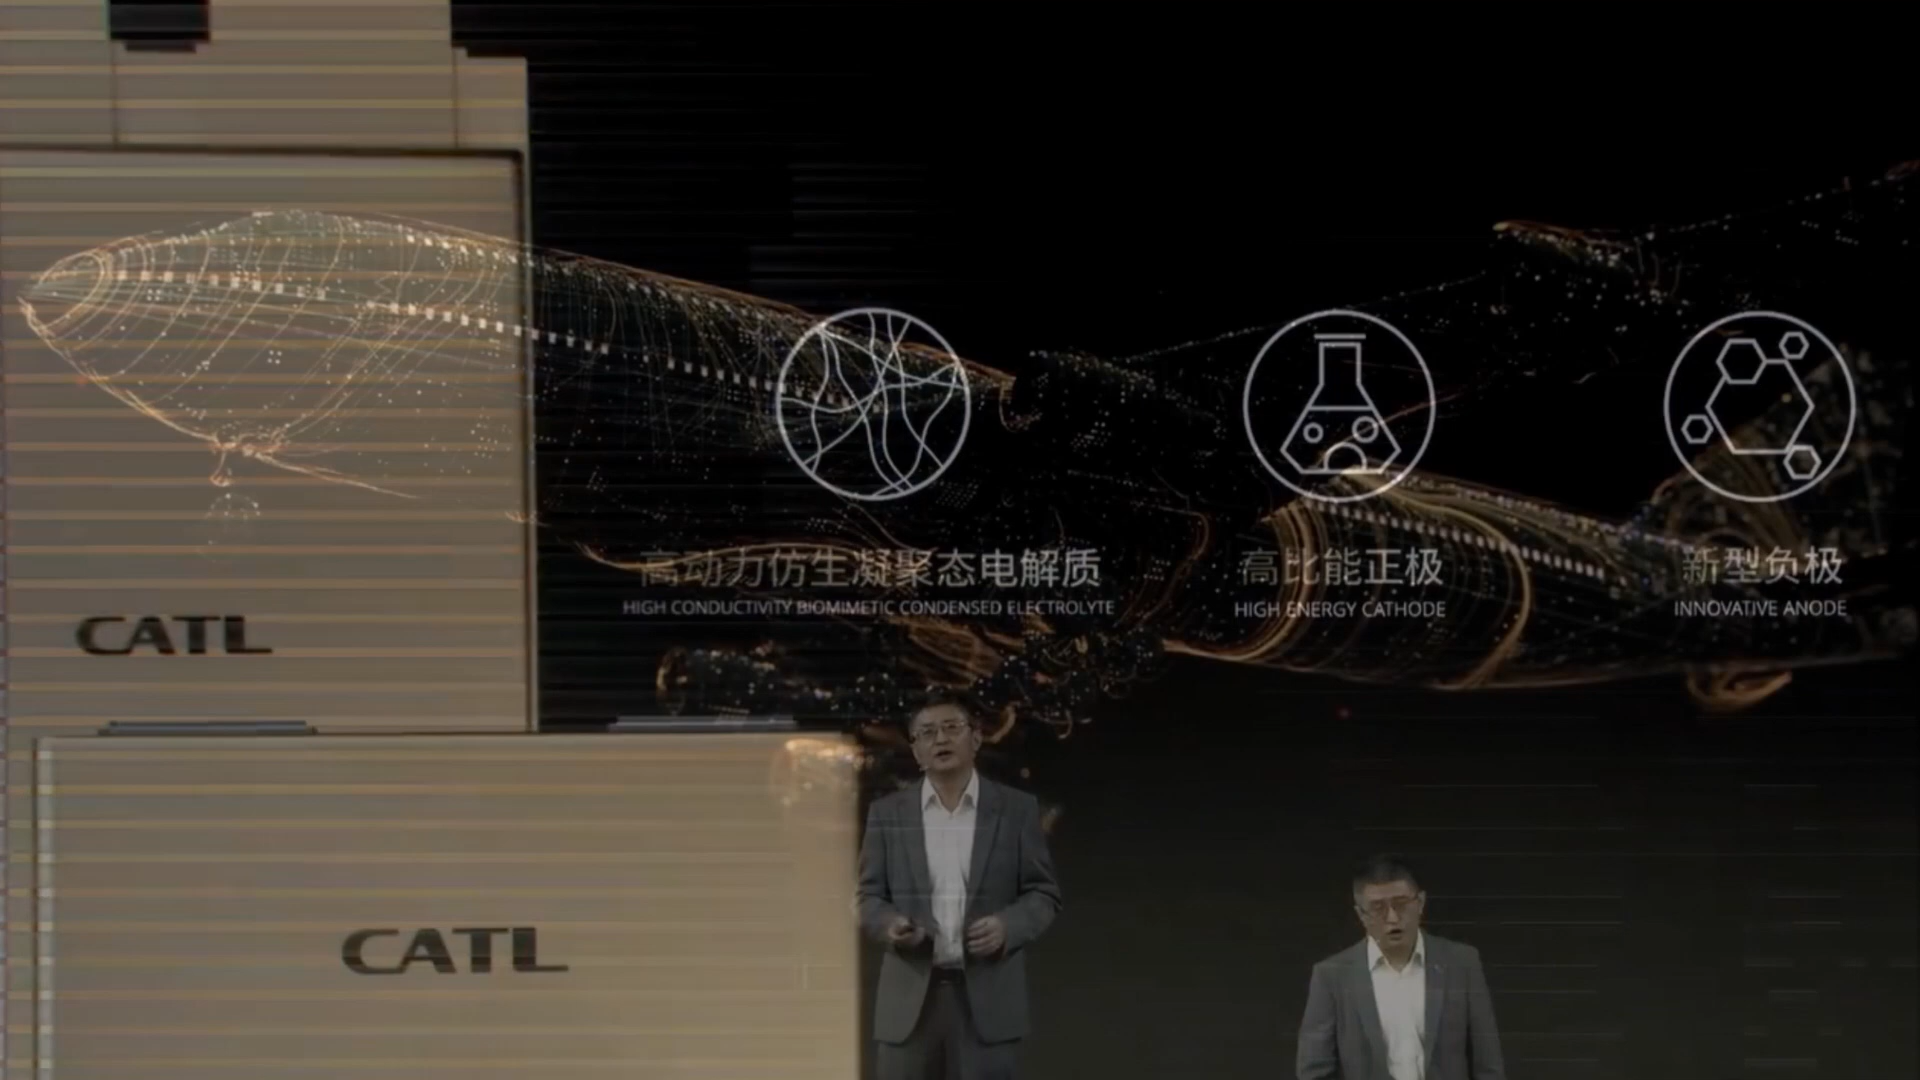 高动力仿生凝聚态电解质
HIGH CONDUCTIVITY BIOMIMETIC CONDENSED ELECTROLYTE
高比能正极
HIGH ENERGY CATHODE
新型负极
INNOVATIVE ANODE
CATL
CATL